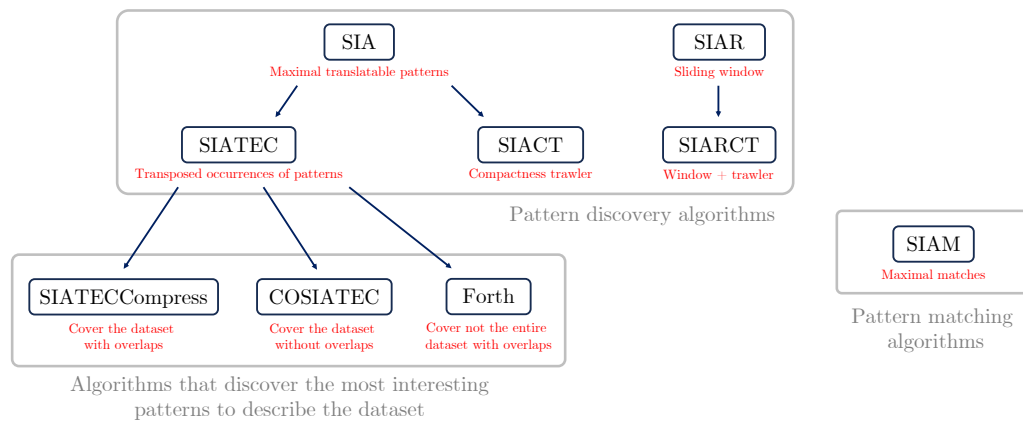 SIA
Maximal translatable patterns
SIAR
Sliding window
SIATEC
Transposed occurrences of patterns
SIACT
Compactness trawler
SIARCT
Window + trawler
Pattern discovery algorithms
SIAM
Maximal matches
Pattern matching
algorithms
SIATECCompress
Cover the dataset
with overlaps
COSIATEC
Cover the dataset
without overlaps
Forth
Cover not the entire
dataset with overlaps
Algorithms that discover the most interesting
patterns to describe the dataset